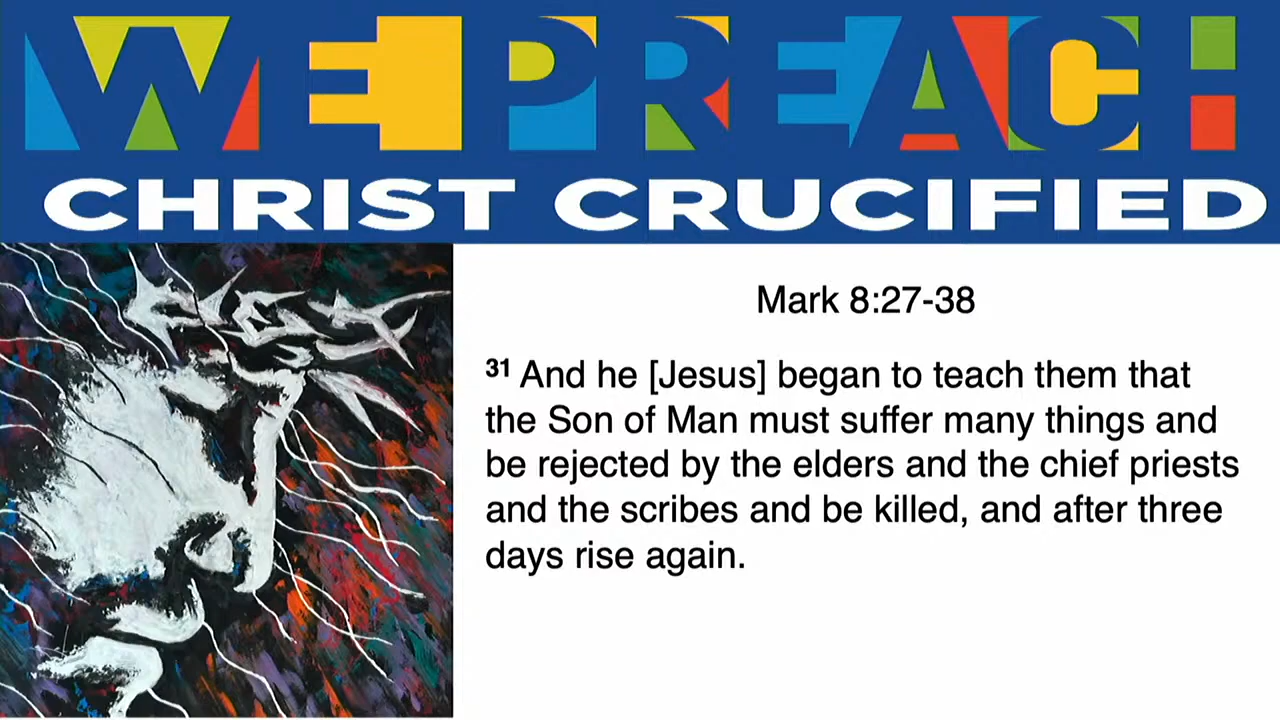 WE PREACH
CHRIST CRUCIFIED
Mark 8:27-38
31 And he [Jesus] began to teach them that
the Son of Man must suffer many things and
be rejected by the elders and the chief priests
and the scribes and be killed, and after three
days rise again.